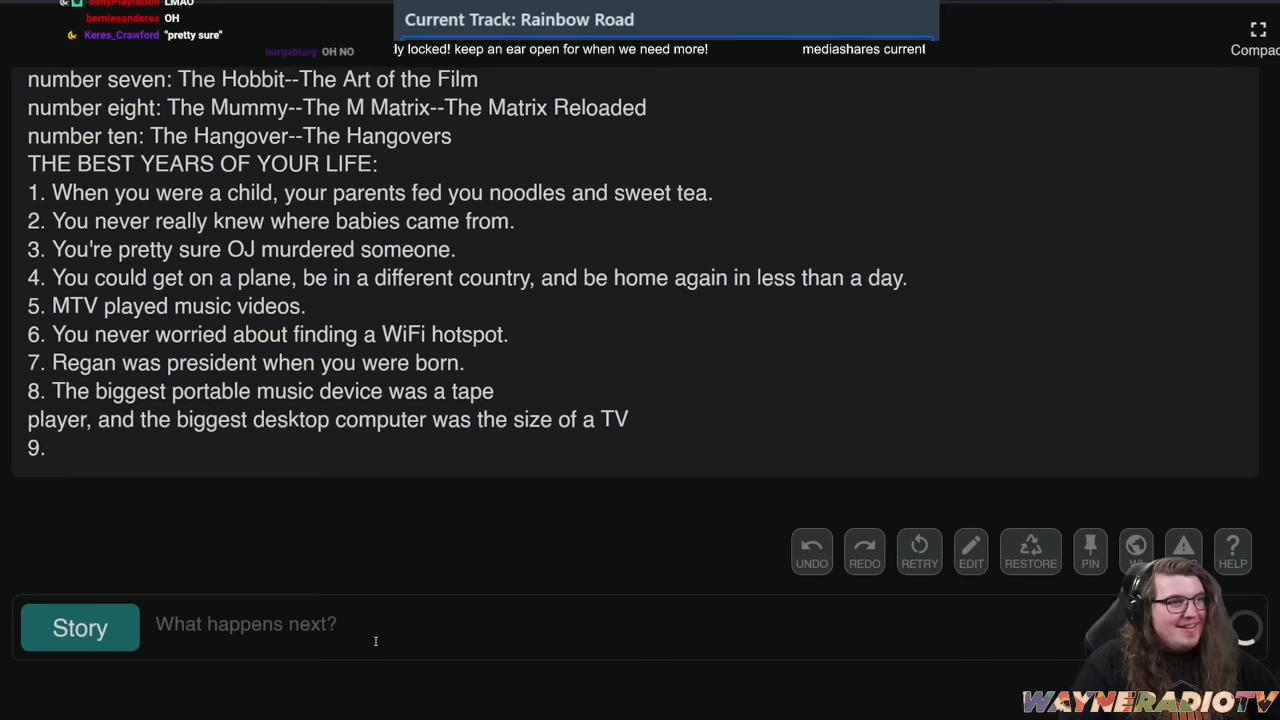 LMAO
berniesanderes OH
Keres_Crawford "pretty sure"
hurgablurg OH NO
Current Track: Rainbow Road
ly locked! keep an ear open for when we need more! mediashares current
Compac
number seven: The Hobbit--The Art of the Film
number eight: The Mummy--The M Matrix--The Matrix Reloaded
number ten: The Hangover--The Hangovers
THE BEST YEARS OF YOUR LIFE:
1. When you were a child, your parents fed you noodles and sweet tea.
2. You never really knew where babies came from.
3. You're pretty sure OJ murdered someone.
4. You could get on a plane, be in a different country, and be home again in less than a day.
5. MTV played music videos.
6. You never worried about finding a WiFi hotspot.
7. Regan was president when you were born.
8. The biggest portable music device was a tape
player, and the biggest desktop computer was the size of a TV
9.
UNDO REDO RETRY EDIT RESTORE PIN HELP
Story What happens next?
WAYNERADIOTV